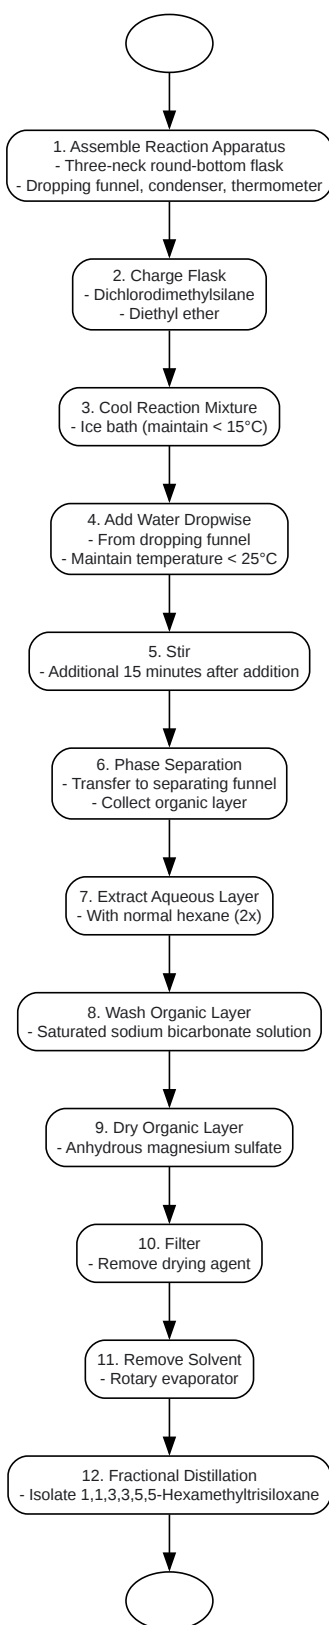 1. Assemble Reaction Apparatus
- Three-neck round-bottom flask
- Dropping funnel, condenser, thermometer
2. Charge Flask
- Dichlorodimethylsilane
- Diethyl ether
3. Cool Reaction Mixture
- Ice bath (maintain < 15°C)
4. Add Water Dropwise
- From dropping funnel
- Maintain temperature < 25°C
5. Stir
- Additional 15 minutes after addition
6. Phase Separation
- Transfer to separating funnel
- Collect organic layer
7. Extract Aqueous Layer
- With normal hexane (2x)
8. Wash Organic Layer
- Saturated sodium bicarbonate solution
9. Dry Organic Layer
- Anhydrous magnesium sulfate
10. Filter
- Remove drying agent
11. Remove Solvent
- Rotary evaporator
12. Fractional Distillation
- Isolate 1,1,3,3,5,5-Hexamethyltrisiloxane